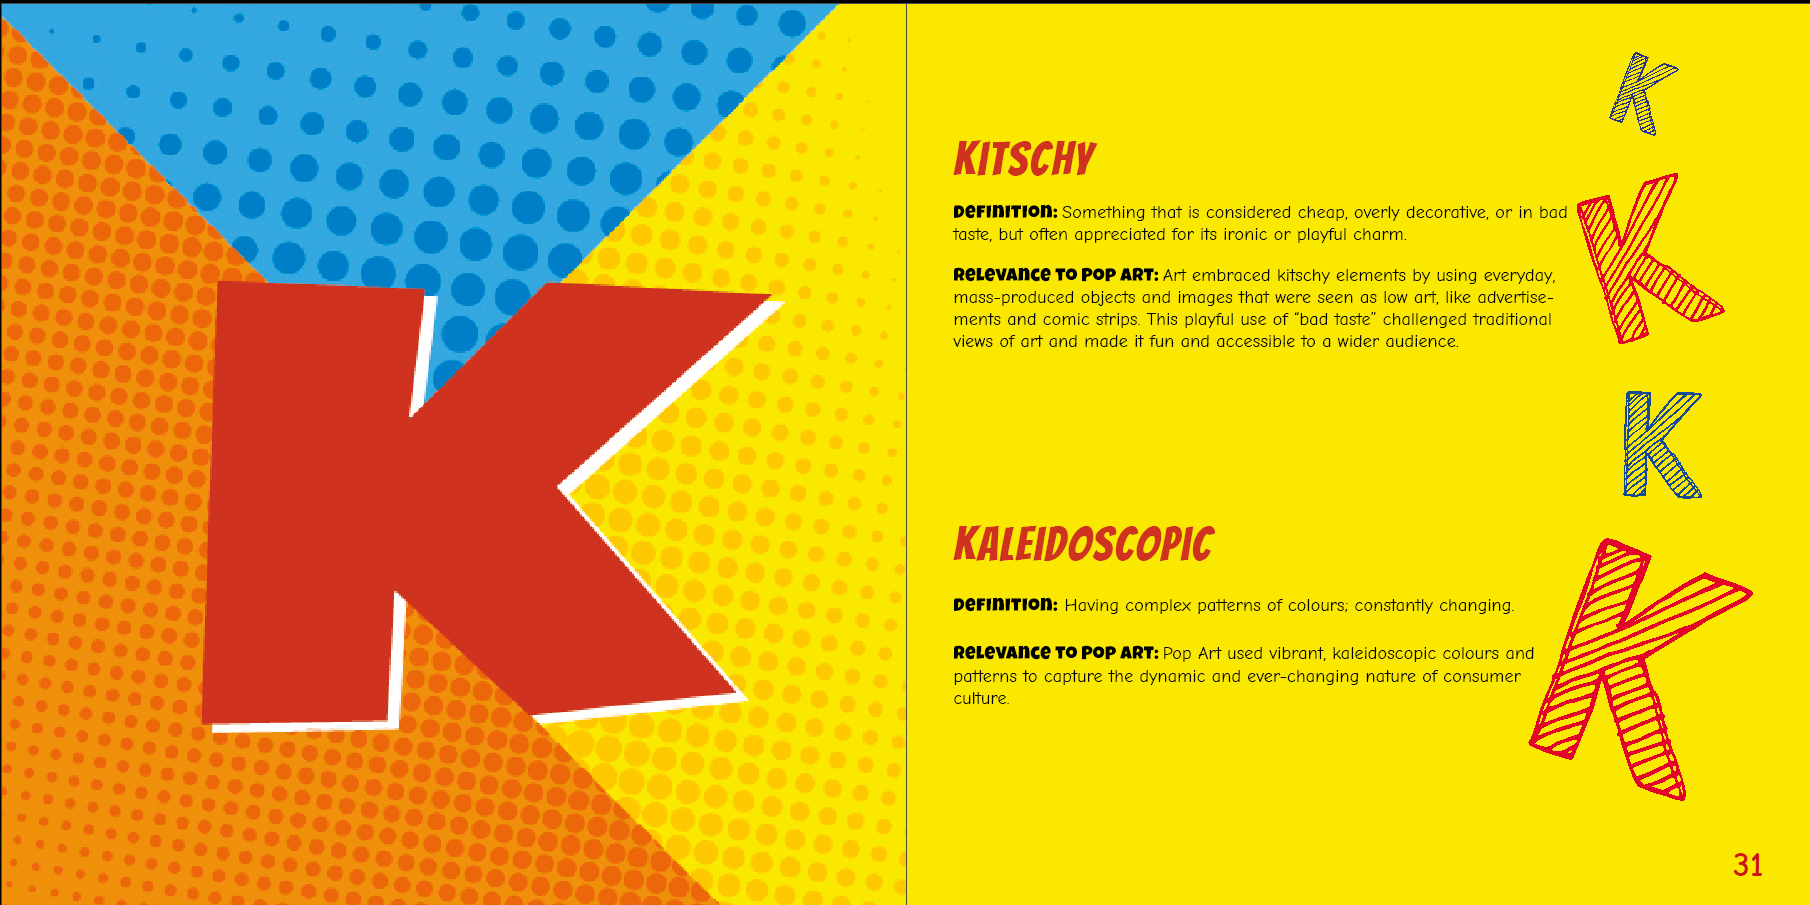 K
KITSCHY
DEFINITION: Something that is considered cheap, overly decorative, or in bad
taste, but often appreciated for its ironic or playful charm.
RELEVANCE TO POP ART: Art embraced kitschy elements by using everyday,
mass-produced objects and images that were seen as low art, like advertise-
ments and comic strips. This playful use of “bad taste” challenged traditional
views of art and made it fun and accessible to a wider audience.
KALEIDOSCOPIC
DEFINITION: Having complex patterns of colours; constantly changing.
RELEVANCE TO POP ART: Pop Art used vibrant, kaleidoscopic colours and
patterns to capture the dynamic and ever-changing nature of consumer
culture.
K
K
K
K
31